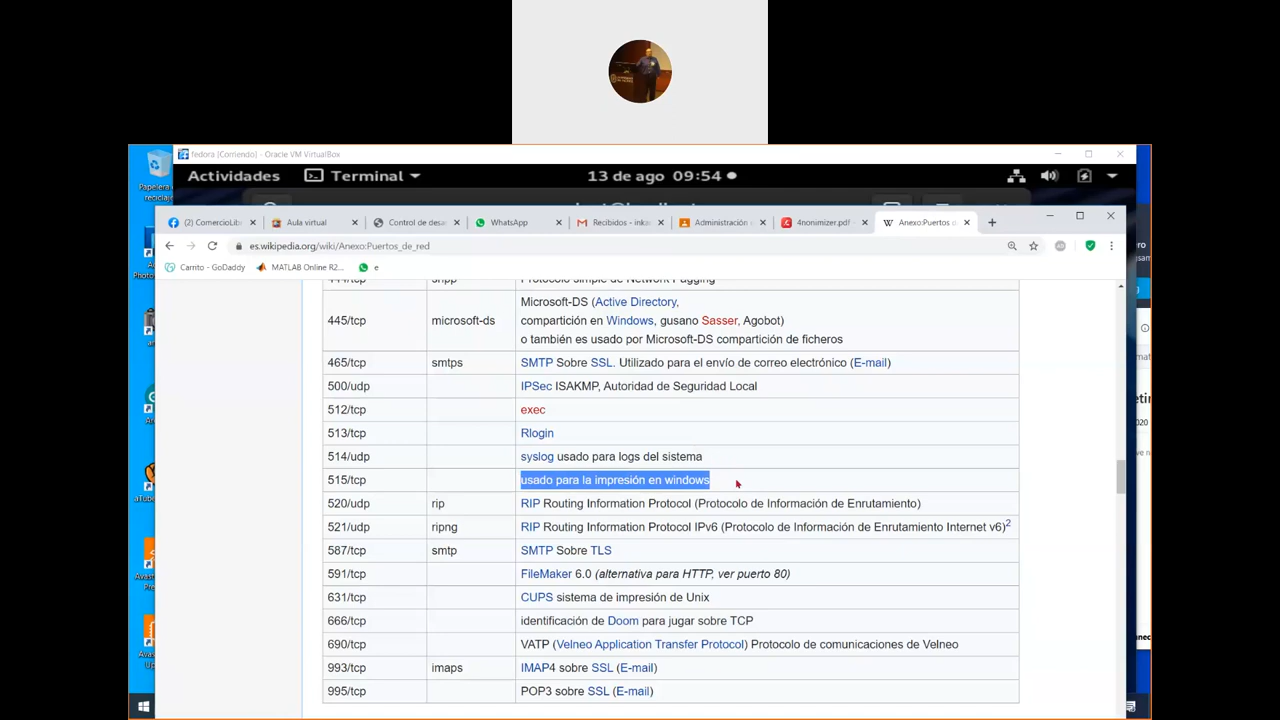 Papelera
reciclaje
fedora [Corriendo] - Oracle VM VirtualBox
Actividades Terminal 13 de ago 09:54
(2) ComercioLib Aula virtual Control de desa WhatsApp Recibidos - inka Administración 4nonimizer.pdf Anexo:Puertos d
es.wikipedia.org/wiki/Anexo:Puertos_de_red
Carrito - GoDaddy MATLAB Online R2... e
Microsoft-DS (Active Directory,
445/tcp microsoft-ds compartición en Windows, gusano Sasser, Agobot)
o también es usado por Microsoft-DS compartición de ficheros
465/tcp smtps SMTP Sobre SSL. Utilizado para el envío de correo electrónico (E-mail)
500/udp IPSec ISAKMP, Autoridad de Seguridad Local
512/tcp exec
513/tcp Rlogin
514/udp syslog usado para logs del sistema
515/tcp usado para la impresión en windows
520/udp rip RIP Routing Information Protocol (Protocolo de Información de Enrutamiento)
521/udp ripng RIP Routing Information Protocol IPv6 (Protocolo de Información de Enrutamiento Internet v6)2
587/tcp smtp SMTP Sobre TLS
591/tcp FileMaker 6.0 (alternativa para HTTP, ver puerto 80)
631/tcp CUPS sistema de impresión de Unix
666/tcp identificación de Doom para jugar sobre TCP
690/tcp VATP (Velneo Application Transfer Protocol) Protocolo de comunicaciones de Velneo
993/tcp imaps IMAP4 sobre SSL (E-mail)
995/tcp POP3 sobre SSL (E-mail)